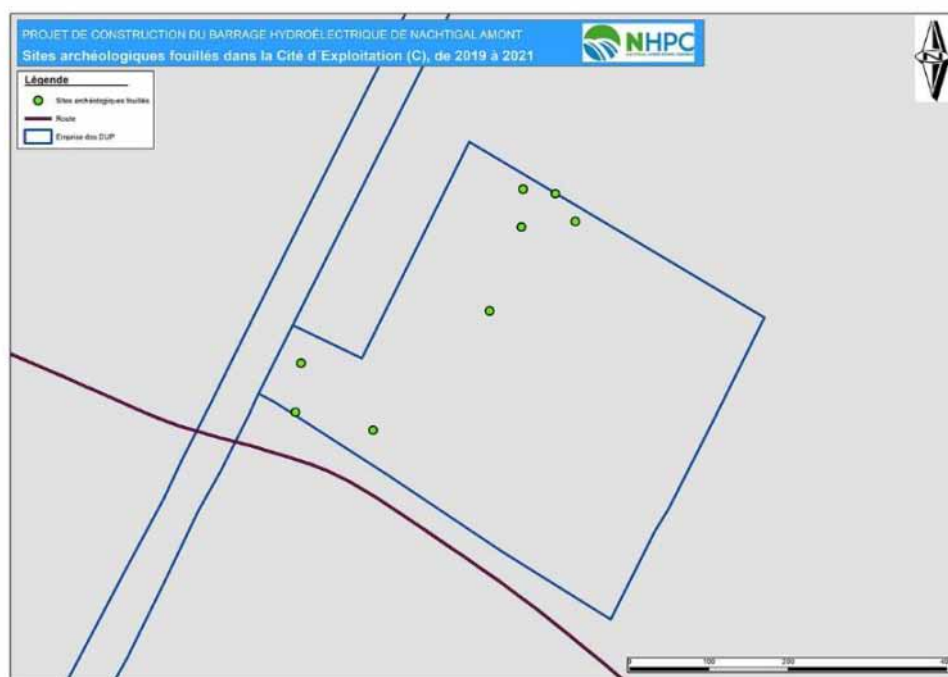 PROJET DE CONSTRUCTION DU BARRAGE HYDROÉLECTRIQUE DE NACHTIGAL AMONT
Sites archéologiques fouillés dans la Cité d'Exploitation (C), de 2019 à 2021
NHPC
Légende
Sites archéologiques fouillés
Route
Emprise des DUP
N
0 100 200